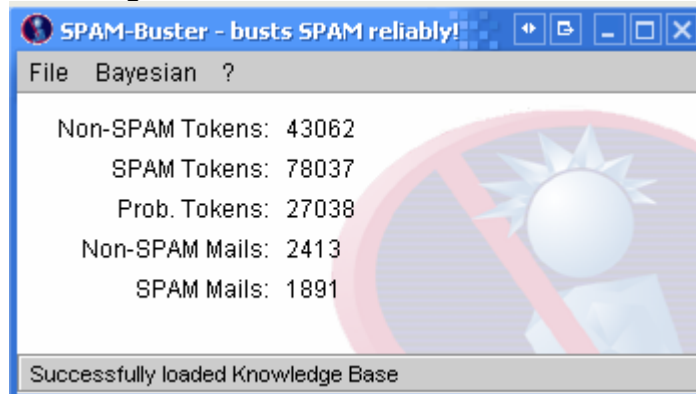 SPAM-Buster - busts SPAM reliably!
File Bayesian ?
Non-SPAM Tokens: 43062
SPAM Tokens: 78037
Prob. Tokens: 27038
Non-SPAM Mails: 2413
SPAM Mails: 1891
Successfully loaded Knowledge Base